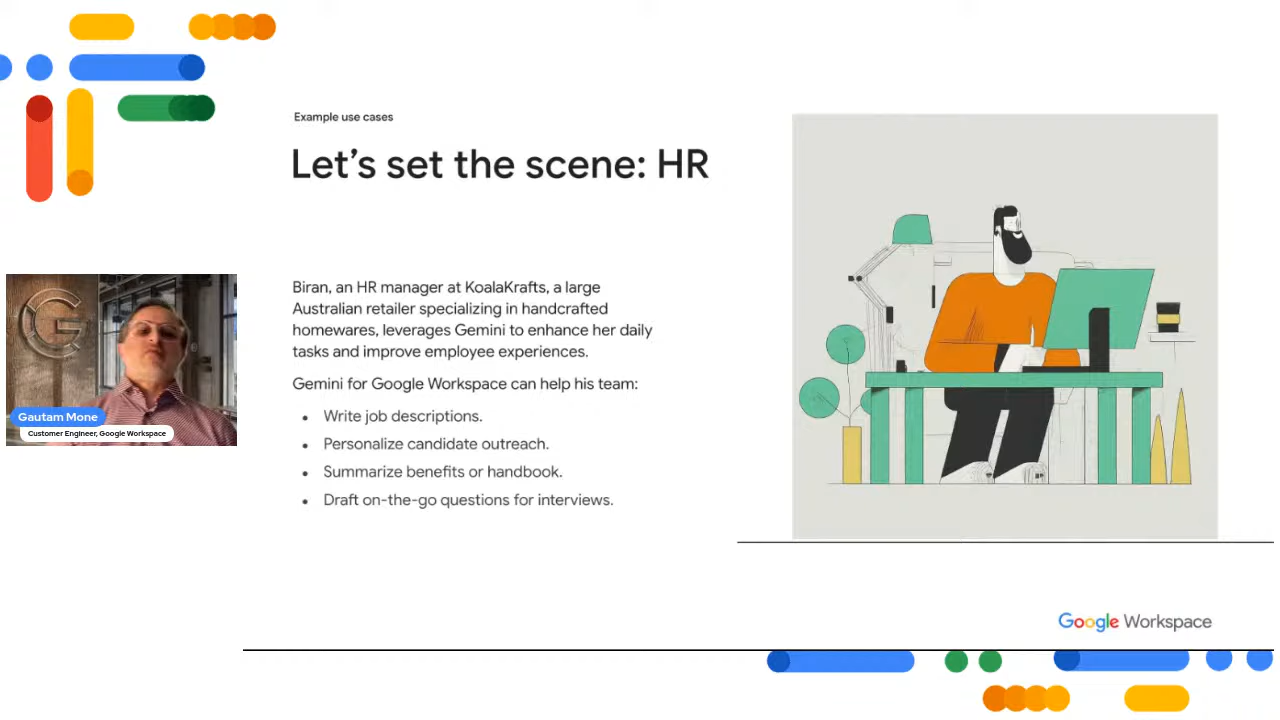 Example use cases
Let's set the scene: HR
Biran, an HR manager at KoalaKrafts, a large
Australian retailer specializing in handcrafted
homewares, leverages Gemini to enhance her daily
tasks and improve employee experiences.
Gemini for Google Workspace can help his team:
• Write job descriptions.
• Personalize candidate outreach.
• Summarize benefits or handbook.
• Draft on-the-go questions for interviews.
G
Gautam Mone
Customer Engineer, Google Workspace
Google Workspace